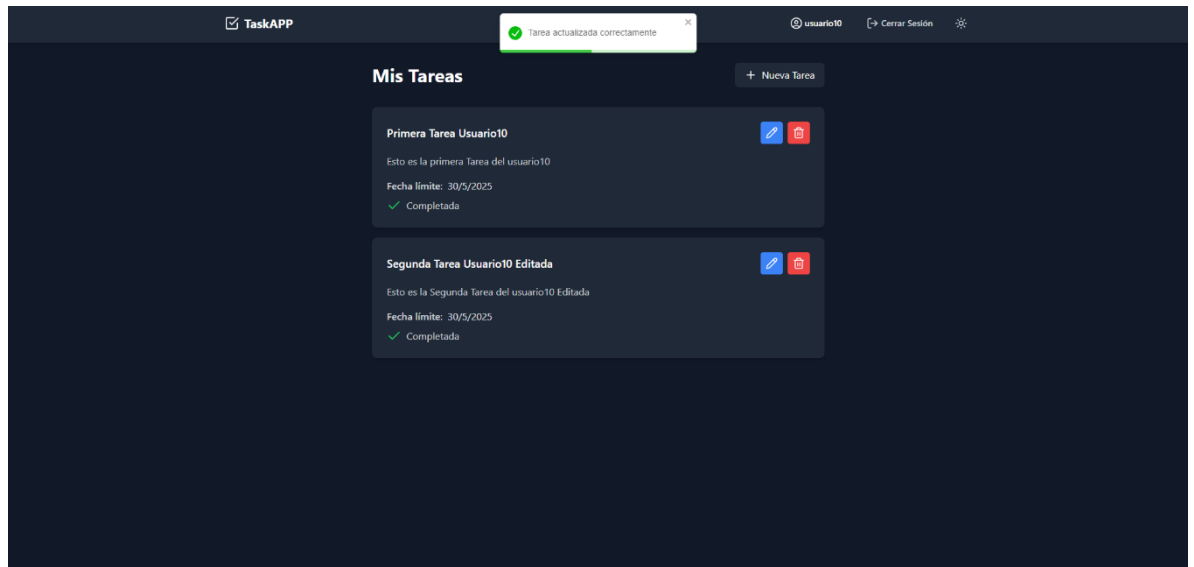 TaskAPP
Tarea actualizada correctamente
usuario10
Cerrar Sesión
Mis Tareas
+ Nueva Tarea
Primera Tarea Usuario10
Esto es la primera Tarea del usuario10
Fecha límite: 30/5/2025
Completada
Segunda Tarea Usuario10 Editada
Esto es la Segunda Tarea del usuario10 Editada
Fecha límite: 30/5/2025
Completada